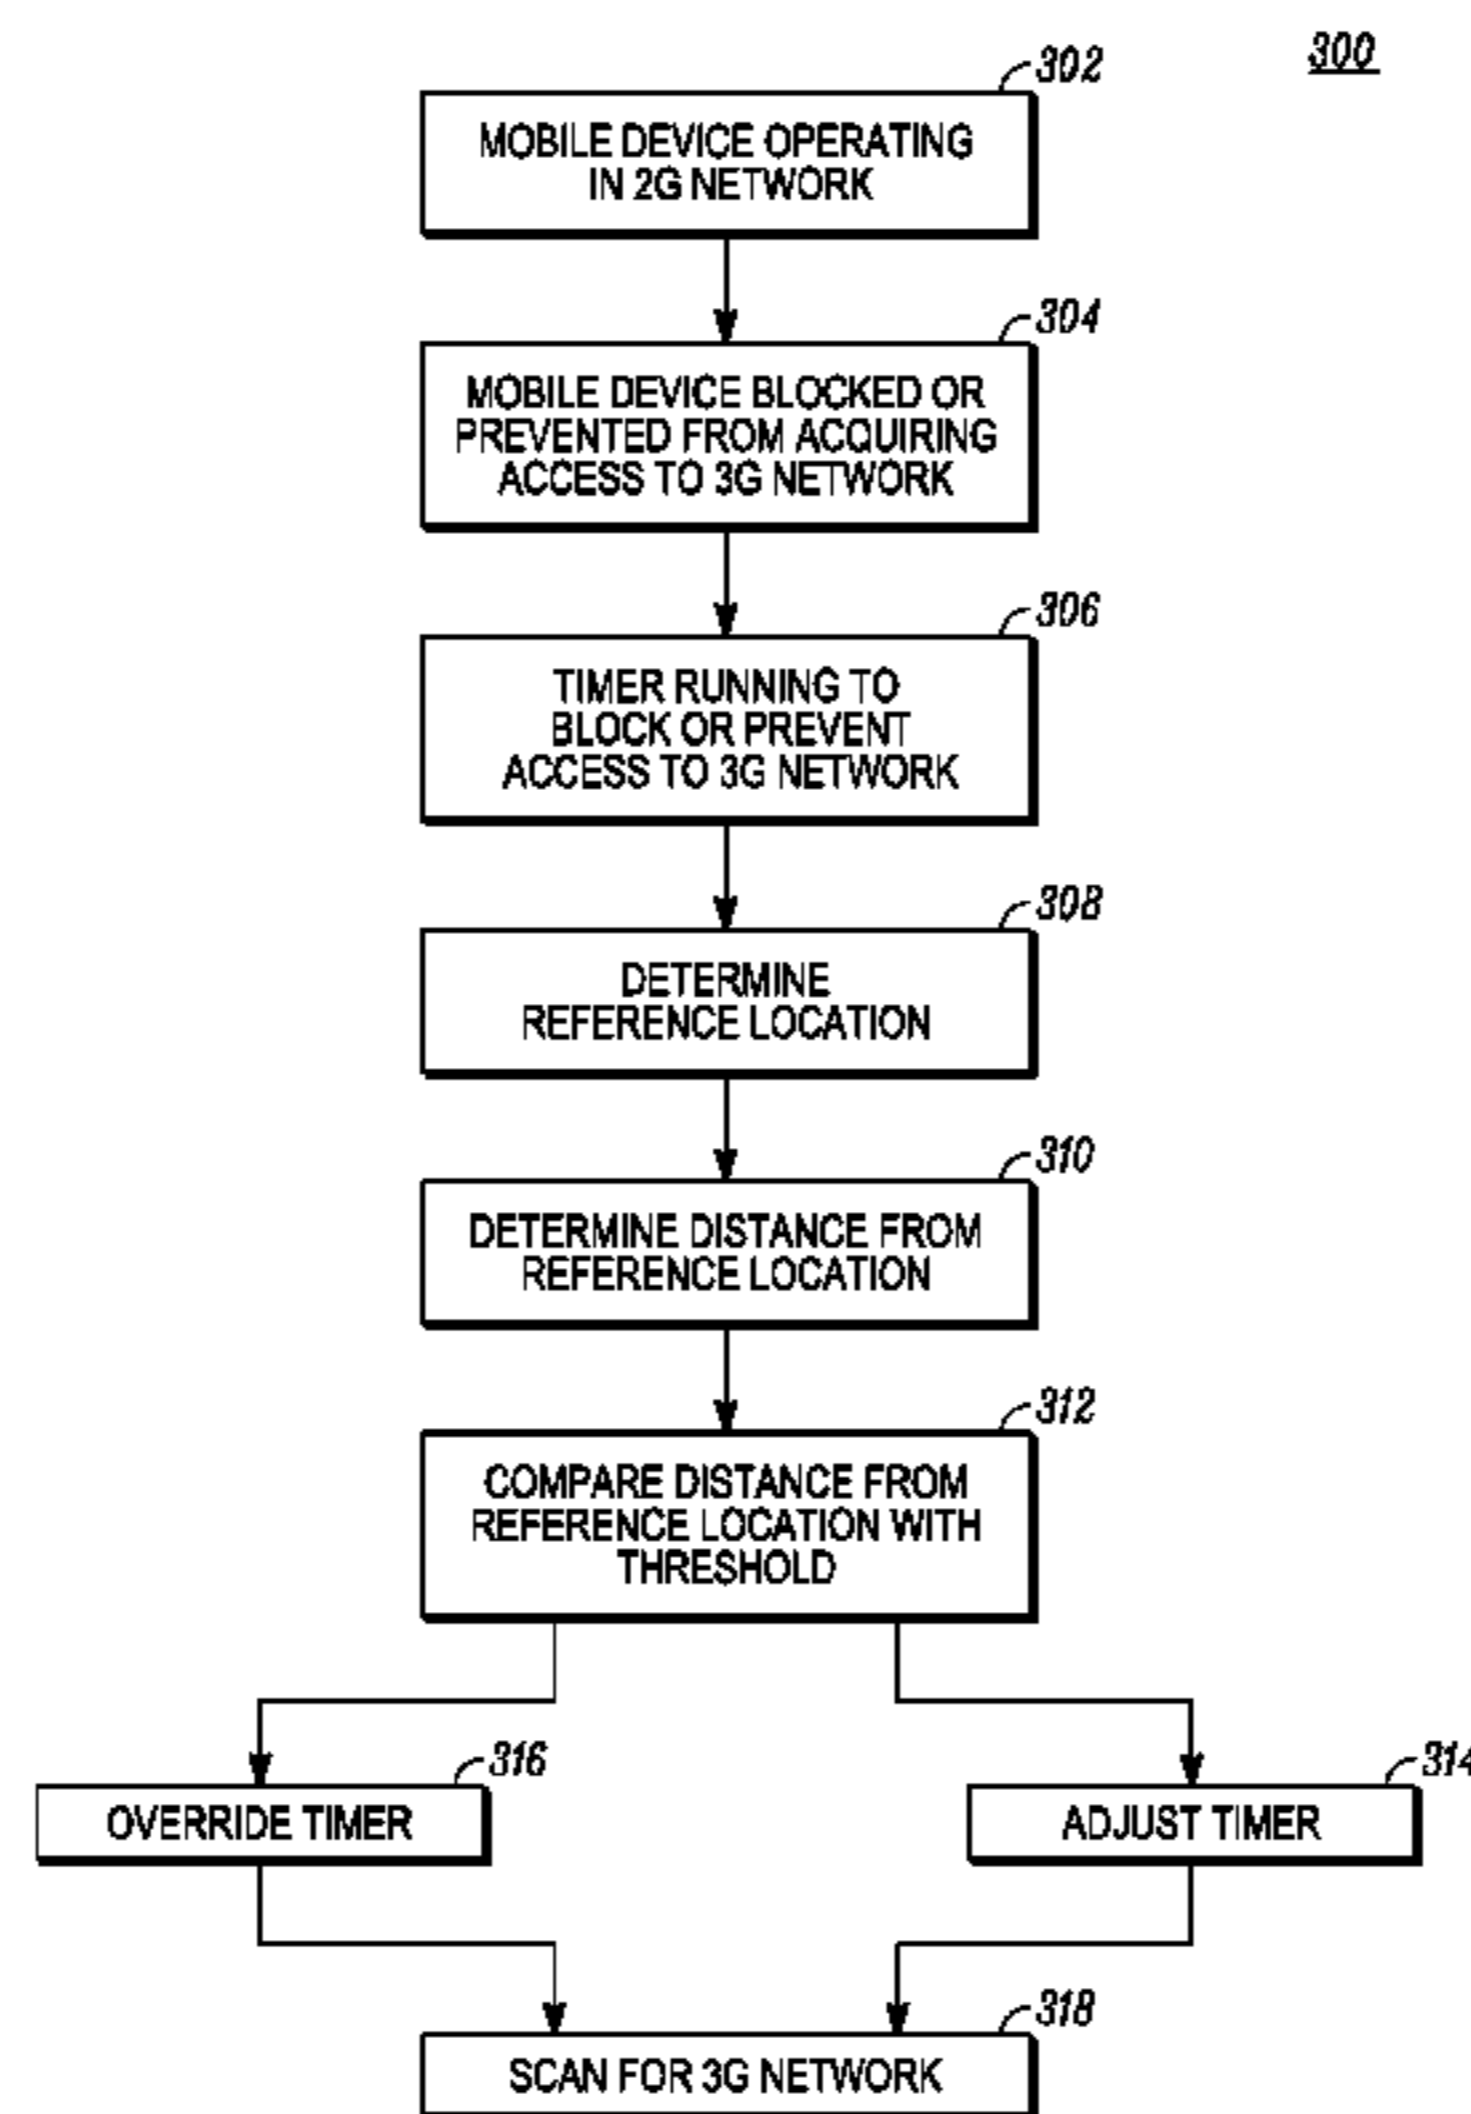 300
302
MOBILE DEVICE OPERATING
IN 2G NETWORK
304
MOBILE DEVICE BLOCKED OR
PREVENTED FROM ACQUIRING
ACCESS TO 3G NETWORK
306
TIMER RUNNING TO
BLOCK OR PREVENT
ACCESS TO 3G NETWORK
308
DETERMINE
REFERENCE LOCATION
310
DETERMINE DISTANCE FROM
REFERENCE LOCATION
312
COMPARE DISTANCE FROM
REFERENCE LOCATION WITH
THRESHOLD
316
OVERRIDE TIMER
314
ADJUST TIMER
318
SCAN FOR 3G NETWORK